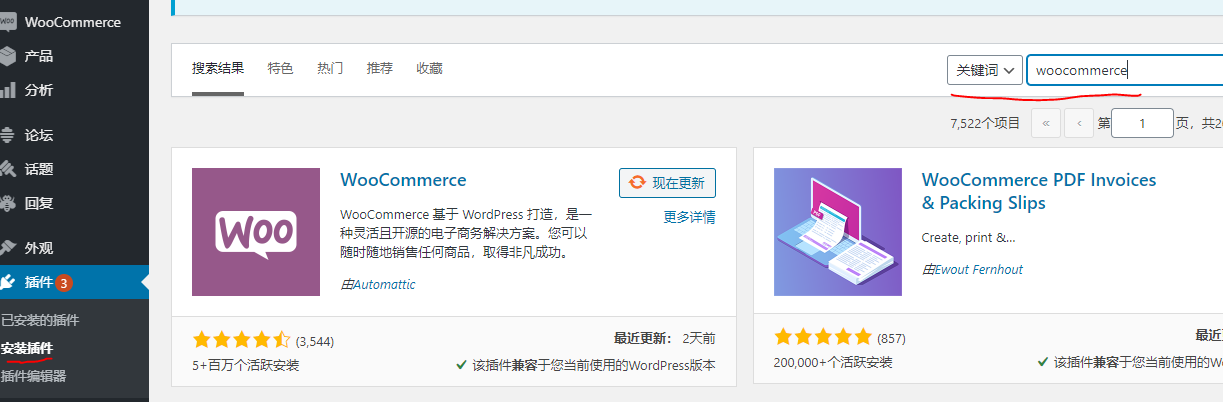 WooCommerce
产品
分析
论坛
话题
回复
外观
插件 3
已安装的插件
安装插件
插件编辑器
搜索结果 特色 热门 推荐 收藏
关键词 woocommerce
7,522个项目 « ‹ 第 1 页，共2
WOO
WooCommerce
现在更新
更多详情
WooCommerce 基于 WordPress 打造，是一
种灵活且开源的电子商务解决方案。您可以
随时随地销售任何商品，取得非凡成功。
由Automattic
(3,544)
5+百万个活跃安装
最近更新： 2天前
该插件兼容于您当前使用的WordPress版本
PDF
WooCommerce PDF Invoices
& Packing Slips
Create, print &...
由Ewout Fernhout
(857)
200,000+个活跃安装
最近更
该插件兼容于您当前使用的W